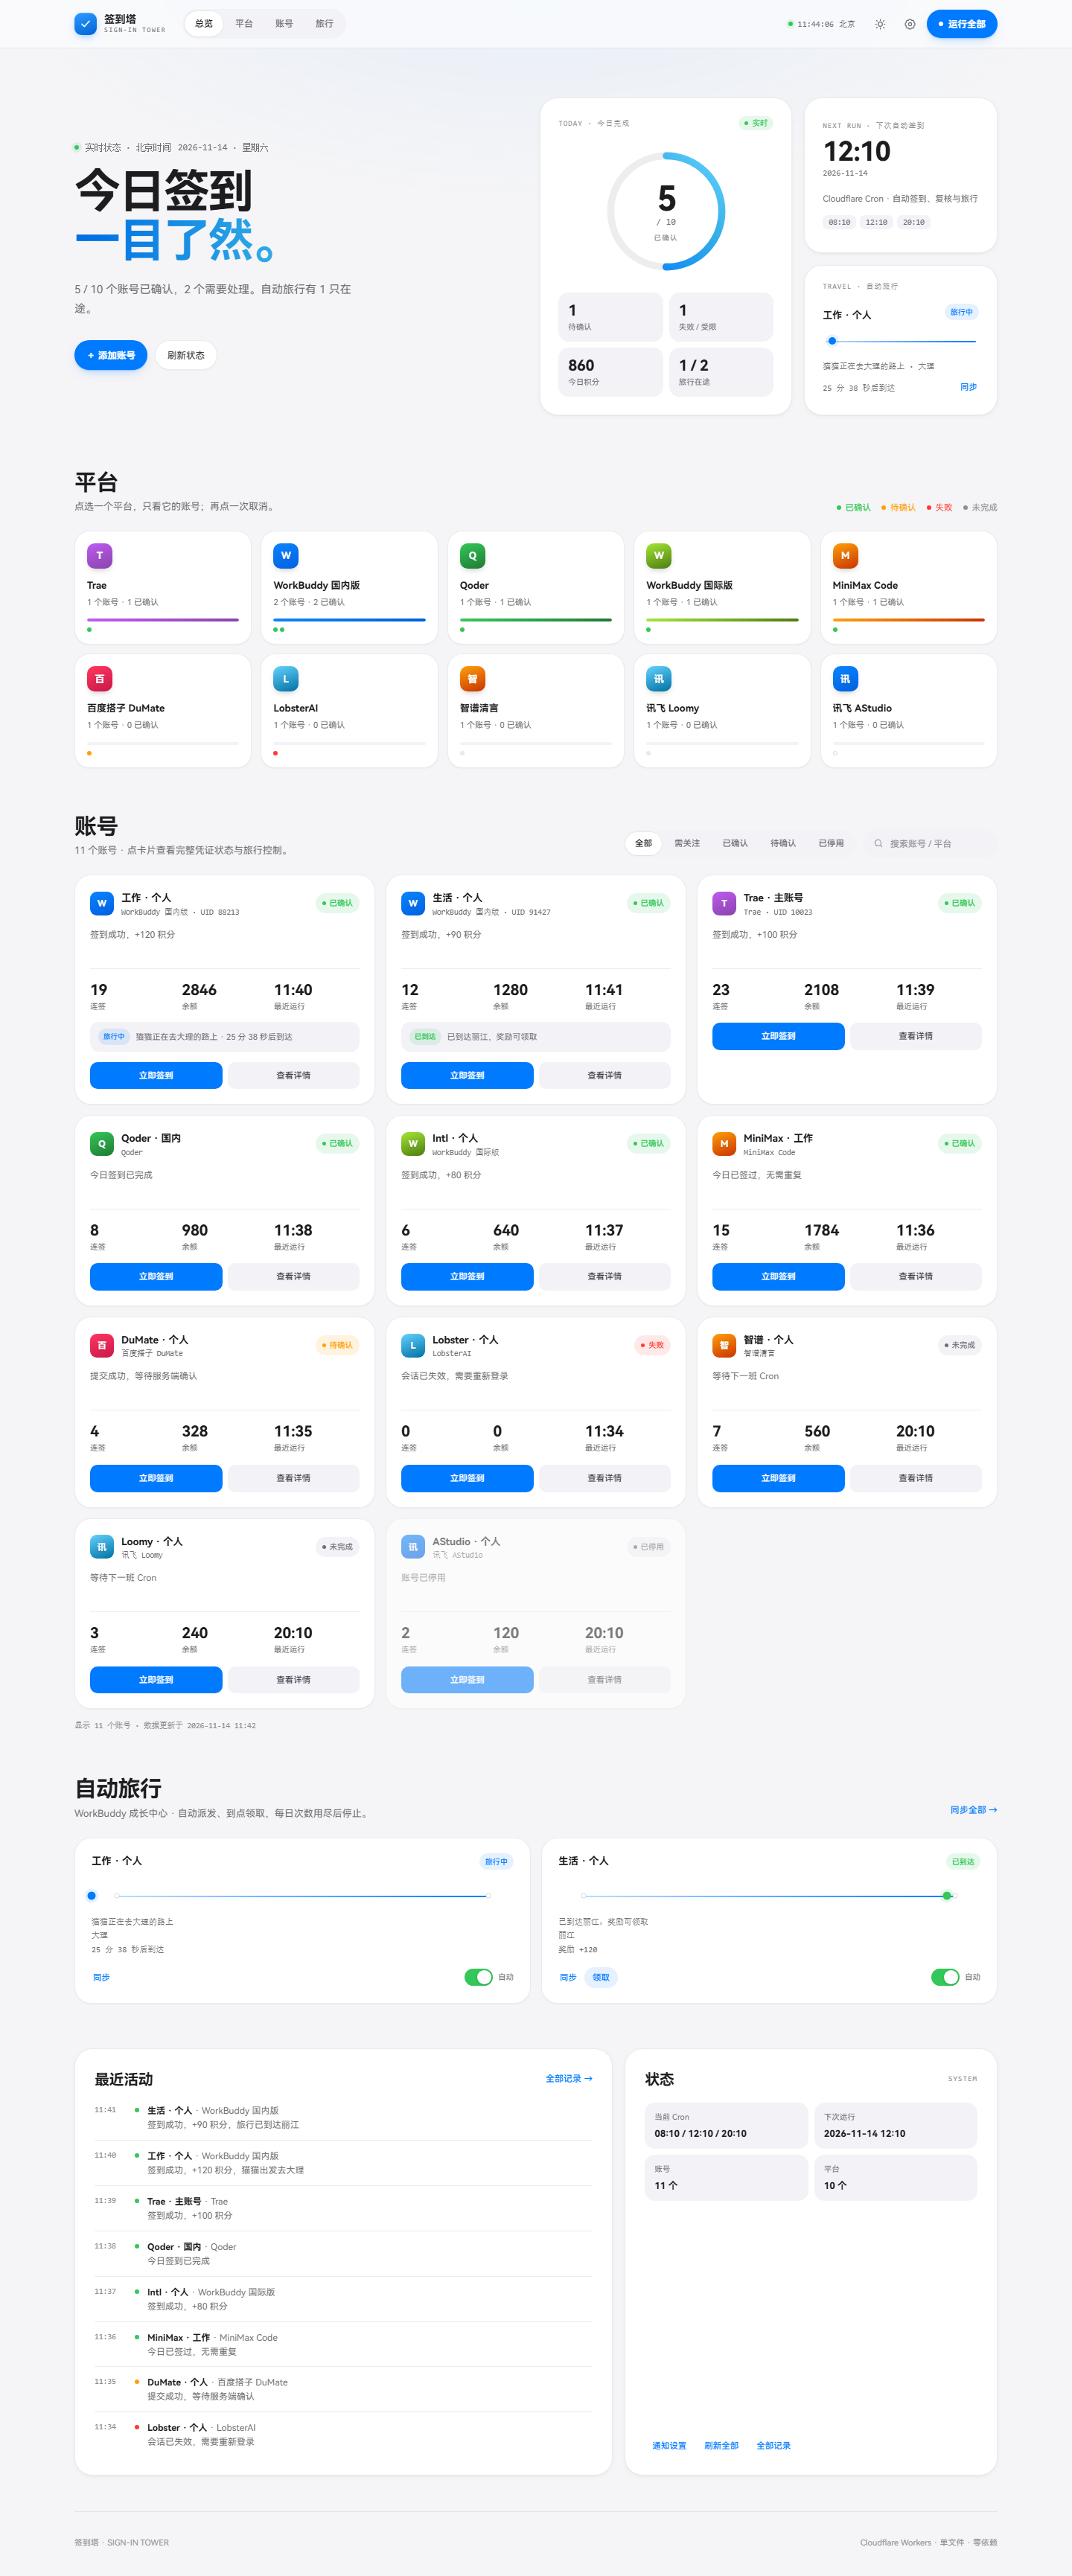 签到塔
SIGN-IN TOWER
总览 平台 账号 旅行
11:44:06 北京
运行全部
实时状态 · 北京时间 2026-11-14 · 星期六
今日签到
一目了然。
5 / 10 个账号已确认，2 个需要处理。自动旅行有 1 只在
途。
+ 添加账号 刷新状态
TODAY · 今日完成 实时
5
/ 10
已确认
1 待确认
1 失败 / 受限
860 今日积分
1 / 2 旅行在途
NEXT RUN · 下次自动签到
12:10
2026-11-14
Cloudflare Cron · 自动签到、复核与旅行
08:10 12:10 20:10
TRAVEL · 自动旅行
工作 · 个人 旅行中
猫猫正在去大理的路上 · 大理
25 分 38 秒后到达 同步
平台
点选一个平台，只看它的账号；再点一次取消。
已确认 待确认 失败 未完成
T
Trae
1 个账号 · 1 已确认
W
WorkBuddy 国内版
2 个账号 · 2 已确认
Q
Qoder
1 个账号 · 1 已确认
W
WorkBuddy 国际版
1 个账号 · 1 已确认
M
MiniMax Code
1 个账号 · 1 已确认
百
百度搭子 DuMate
1 个账号 · 0 已确认
L
LobsterAI
1 个账号 · 0 已确认
智
智谱清言
1 个账号 · 0 已确认
讯
讯飞 Loomy
1 个账号 · 0 已确认
讯
讯飞 AStudio
1 个账号 · 0 已确认
账号
11 个账号 · 点卡片查看完整凭证状态与旅行控制。
全部 需关注 已确认 待确认 已停用
搜索账号 / 平台
W 工作 · 个人 已确认
WorkBuddy 国内版 · UID 88213
签到成功，+120 积分
19 2846 11:40
连签 余额 最近运行
旅行中 猫猫正在去大理的路上 · 25 分 38 秒后到达
立即签到 查看详情
W 生活 · 个人 已确认
WorkBuddy 国内版 · UID 91427
签到成功，+90 积分
12 1280 11:41
连签 余额 最近运行
已到达 已到达丽江，奖励可领取
立即签到 查看详情
T Trae · 主账号 已确认
Trae · UID 10023
签到成功，+100 积分
23 2108 11:39
连签 余额 最近运行
立即签到 查看详情
Q Qoder · 国内 已确认
Qoder
今日签到已完成
8 980 11:38
连签 余额 最近运行
立即签到 查看详情
W Intl · 个人 已确认
WorkBuddy 国际版
签到成功，+80 积分
6 640 11:37
连签 余额 最近运行
立即签到 查看详情
M MiniMax · 工作 已确认
MiniMax Code
今日已签过，无需重复
15 1784 11:36
连签 余额 最近运行
立即签到 查看详情
百 DuMate · 个人 待确认
百度搭子 DuMate
提交成功，等待服务端确认
4 328 11:35
连签 余额 最近运行
立即签到 查看详情
L Lobster · 个人 失败
LobsterAI
会话已失效，需要重新登录
0 0 11:34
连签 余额 最近运行
立即签到 查看详情
智 智谱 · 个人 未完成
智谱清言
等待下一班 Cron
7 560 20:10
连签 余额 最近运行
立即签到 查看详情
讯 Loomy · 个人 未完成
讯飞 Loomy
等待下一班 Cron
3 240 20:10
连签 余额 最近运行
立即签到 查看详情
讯 AStudio · 个人 已停用
讯飞 AStudio
账号已停用
2 120 20:10
连签 余额 最近运行
立即签到 查看详情
显示 11 个账号 · 数据更新于 2026-11-14 11:42
自动旅行
WorkBuddy 成长中心 · 自动派发、到点领取，每日次数用尽后停止。
同步全部 →
工作 · 个人 旅行中
猫猫正在去大理的路上
大理
25 分 38 秒后到达
同步 自动
生活 · 个人 已到达
已到达丽江，奖励可领取
丽江
奖励 +120
同步 领取 自动
最近活动 全部记录 →
11:41 生活 · 个人 · WorkBuddy 国内版
签到成功，+90 积分，旅行已到达丽江
11:40 工作 · 个人 · WorkBuddy 国内版
签到成功，+120 积分，猫猫出发去大理
11:39 Trae · 主账号 · Trae
签到成功，+100 积分
11:38 Qoder · 国内 · Qoder
今日签到已完成
11:37 Intl · 个人 · WorkBuddy 国际版
签到成功，+80 积分
11:36 MiniMax · 工作 · MiniMax Code
今日已签过，无需重复
11:35 DuMate · 个人 · 百度搭子 DuMate
提交成功，等待服务端确认
11:34 Lobster · 个人 · LobsterAI
会话已失效，需要重新登录
状态 SYSTEM
当前 Cron
08:10 / 12:10 / 20:10
下次运行
2026-11-14 12:10
账号
11 个
平台
10 个
通知设置 刷新全部 全部记录
签到塔 · SIGN-IN TOWER
Cloudflare Workers · 单文件 · 零依赖